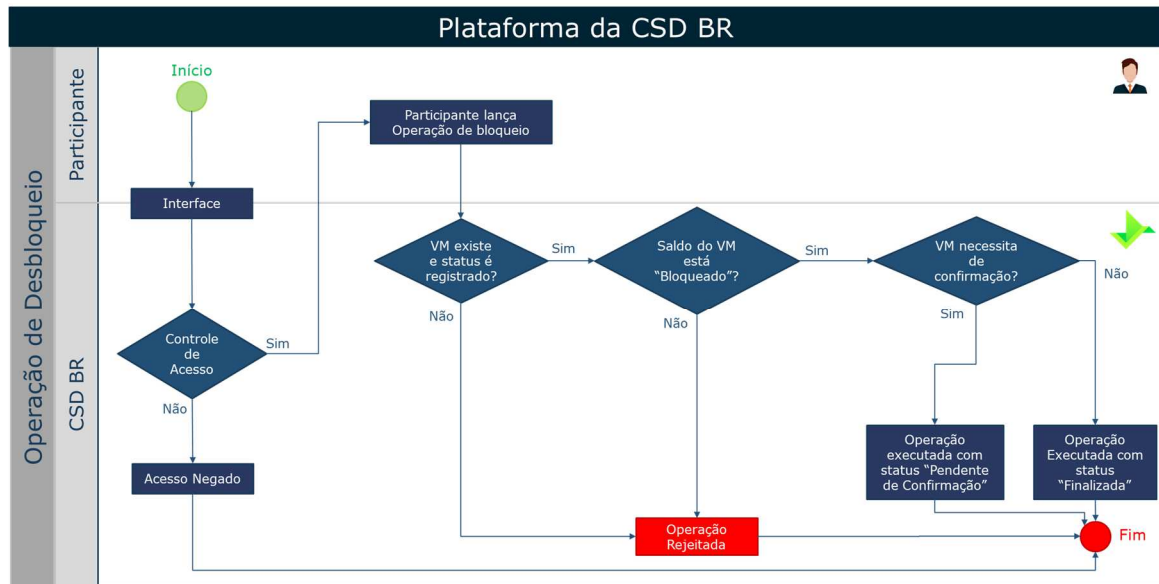 Plataforma da CSD BR
Operação de Desbloqueio
Participante
CSD BR
Início
Participante lança
Operação de bloqueio
Interface
VM existe
e status é
registrado?
Sim
Saldo do VM
está
“Bloqueado”?
Sim
VM necessita
de
confirmação?
Não
Não
Não
Sim
Controle
de
Acesso
Sim
Não
Acesso Negado
Operação
executada com
status “Pendente
de Confirmação”
Operação
Executada com
status
“Finalizada”
Operação
Rejeitada
Fim